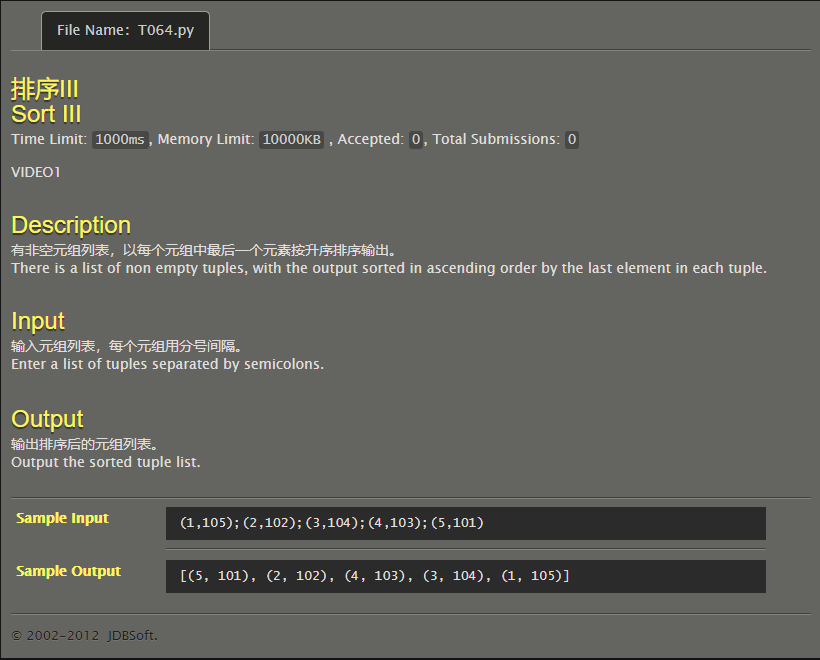 File Name: T064.py
排序III
Sort III
Time Limit: 1000ms, Memory Limit: 10000KB , Accepted: 0, Total Submissions: 0
VIDEO1
Description
有非空元组列表，以每个元组中最后一个元素按升序排序输出。
There is a list of non empty tuples, with the output sorted in ascending order by the last element in each tuple.
Input
输入元组列表，每个元组用分号间隔。
Enter a list of tuples separated by semicolons.
Output
输出排序后的元组列表。
Output the sorted tuple list.
Sample Input (1,105);(2,102);(3,104);(4,103);(5,101)
Sample Output [(5, 101), (2, 102), (4, 103), (3, 104), (1, 105)]
© 2002-2012 JDBSoft.